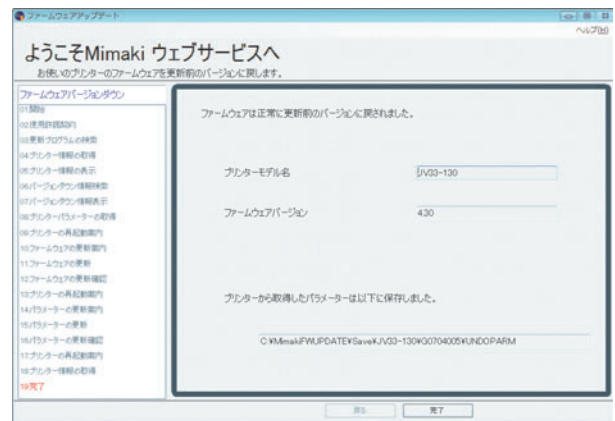 ファームウェアアップデート
ヘルプ(H)
ようこそMimaki ウェブサービスへ
お使いのプリンターのファームウェアを更新前のバージョンに戻します。
ファームウェアバージョンダウン
01開始
02使用許諾契約
03更新プログラムの検索
04プリンター情報の取得
05プリンター情報の表示
06バージョンダウン情報検索
07バージョンダウン情報表示
08プリンターパラメーターの取得
09プリンターの再起動案内
10ファームウェアの更新案内
11ファームウェアの更新
12ファームウェアの更新確認
13プリンターの再起動案内
14パラメーターの更新案内
15パラメーターの更新
16パラメーターの更新確認
17プリンターの再起動案内
18プリンター情報の取得
19完了
ファームウェアは正常に更新前のバージョンに戻されました。
プリンターモデル名
JV33-130
ファームウェアバージョン
4.30
プリンターから取得したパラメーターは以下に保存しました。
C:¥MimakiFWUPDATE¥Save¥JV33-130¥G0704005¥UNDOPARM
戻る
完了